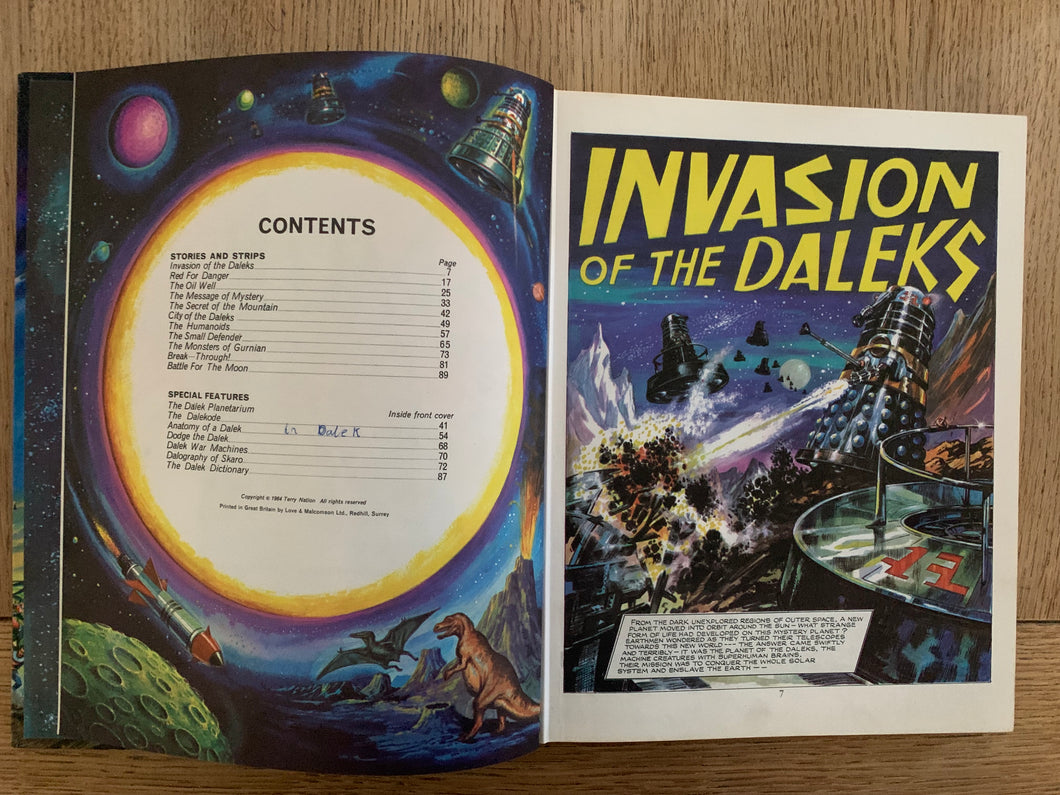 CONTENTS
STORIES AND STRIPS
Page
Invasion of the Daleks 7
Red For Danger 17
The Oil Well 25
The Message of Mystery 33
The Secret of the Mountain 42
City of the Daleks 49
The Humanoids 57
The Small Defender 65
The Monsters of Gurnian 73
Break-Through! 81
Battle For The Moon 89
SPECIAL FEATURES
The Dalek Planetarium Inside front cover
The Dalekode 41
Anatomy of a Dalek in Dalek 54
Dodge the Dalek 68
Dalek War Machines 70
Dalography of Skaro 72
The Dalek Dictionary 87
Copyright © 1964 Terry Nation All rights reserved
Printed in Great Britain by Love & Malcomson Ltd., Redhill, Surrey
INVASION
OF THE DALEKS
FROM THE DARK UNEXPLORED REGIONS OF OUTER SPACE, A NEW
PLANET MOVED INTO ORBIT AROUND THE SUN - WHAT STRANGE
FORM OF LIFE HAD DEVELOPED ON THIS MYSTERY PLANET?
EARTHMEN WONDERED AS THEY TURNED THEIR TELESCOPES
TOWARDS THIS NEW WORLD --- THE ANSWER CAME SWIFTLY
AND TERRIBLY - IT WAS THE PLANET OF THE DALEKS, THE
MACHINE CREATURES WITH SUPERHUMAN BRAINS.
THEIR MISSION WAS TO CONQUER THE WHOLE SOLAR
SYSTEM AND ENSLAVE THE EARTH --
7